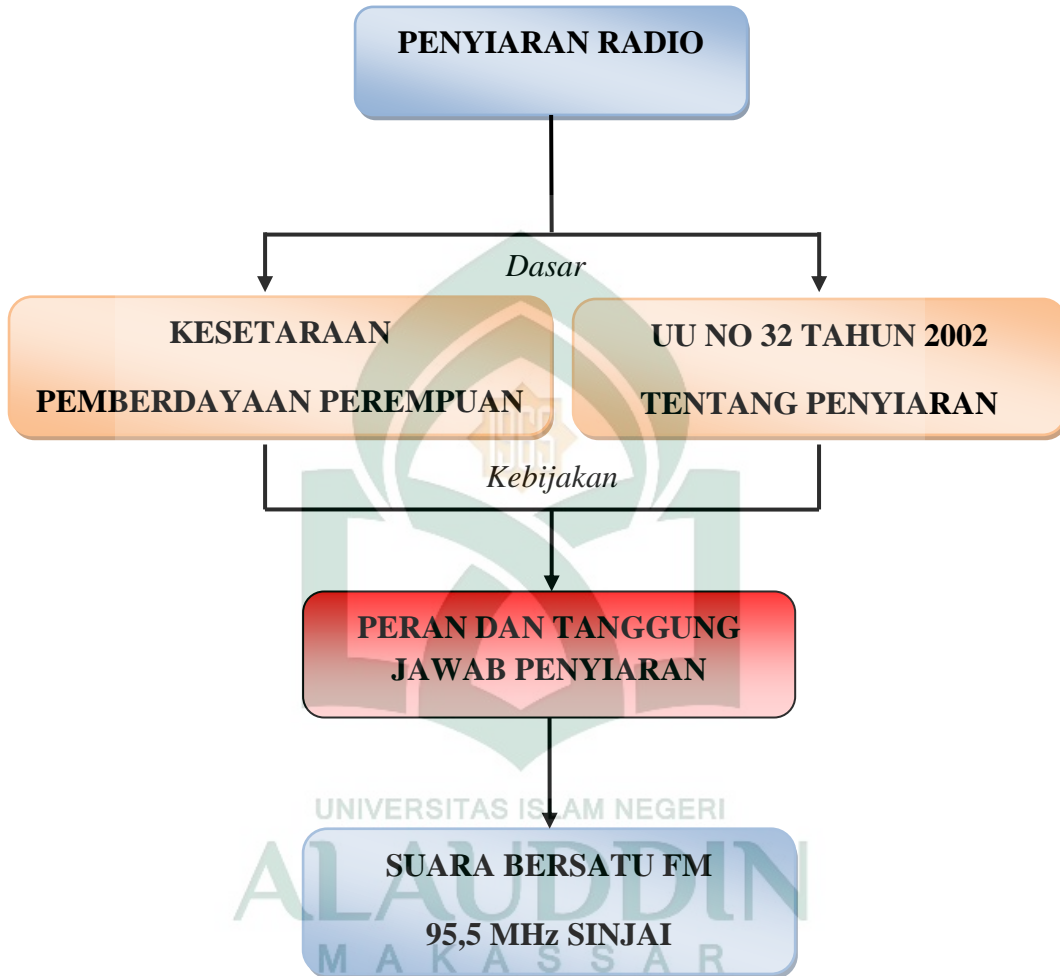 PENYIARAN RADIO
Dasar
KESETARAAN
PEMBERDAYAAN PEREMPUAN
UU NO 32 TAHUN 2002
TENTANG PENYIARAN
1965
Kebijakan
PERAN DAN TANGGUNG
JAWAB PENYIARAN
UNIVERSITAS ISLAM NEGERI
ALAUDDIN
MAKASSAR
SUARA BERSATU FM
95,5 MHz SINJAI